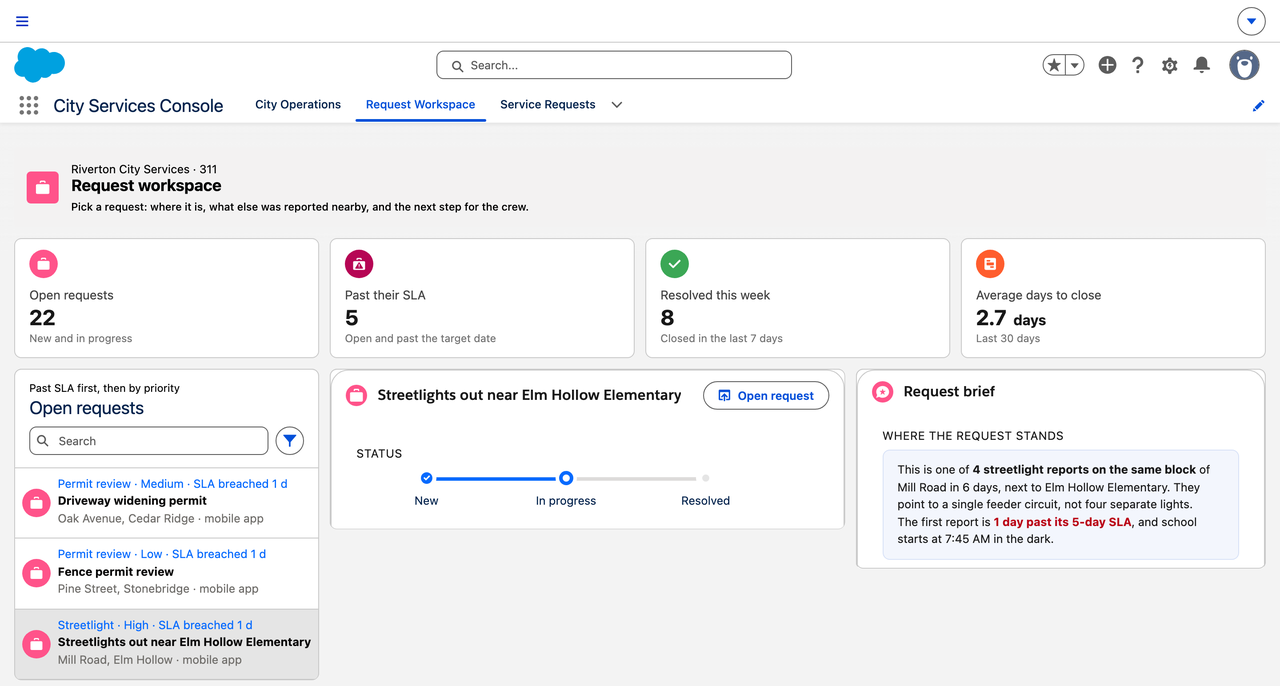 Search...
City Services Console
City Operations
Request Workspace
Service Requests
Riverton City Services · 311
Request workspace
Pick a request: where it is, what else was reported nearby, and the next step for the crew.
Open requests
22
New and in progress
Past their SLA
5
Open and past the target date
Resolved this week
8
Closed in the last 7 days
Average days to close
2.7 days
Last 30 days
Past SLA first, then by priority
Open requests
Search
Permit review · Medium · SLA breached 1 d
Driveway widening permit
Oak Avenue, Cedar Ridge · mobile app
Permit review · Low · SLA breached 1 d
Fence permit review
Pine Street, Stonebridge · mobile app
Streetlight · High · SLA breached 1 d
Streetlights out near Elm Hollow Elementary
Mill Road, Elm Hollow · mobile app
Streetlights out near Elm Hollow Elementary
Open request
STATUS
New
In progress
Resolved
Request brief
WHERE THE REQUEST STANDS
This is one of 4 streetlight reports on the same block of
Mill Road in 6 days, next to Elm Hollow Elementary. They
point to a single feeder circuit, not four separate lights.
The first report is 1 day past its 5-day SLA, and school
starts at 7:45 AM in the dark.